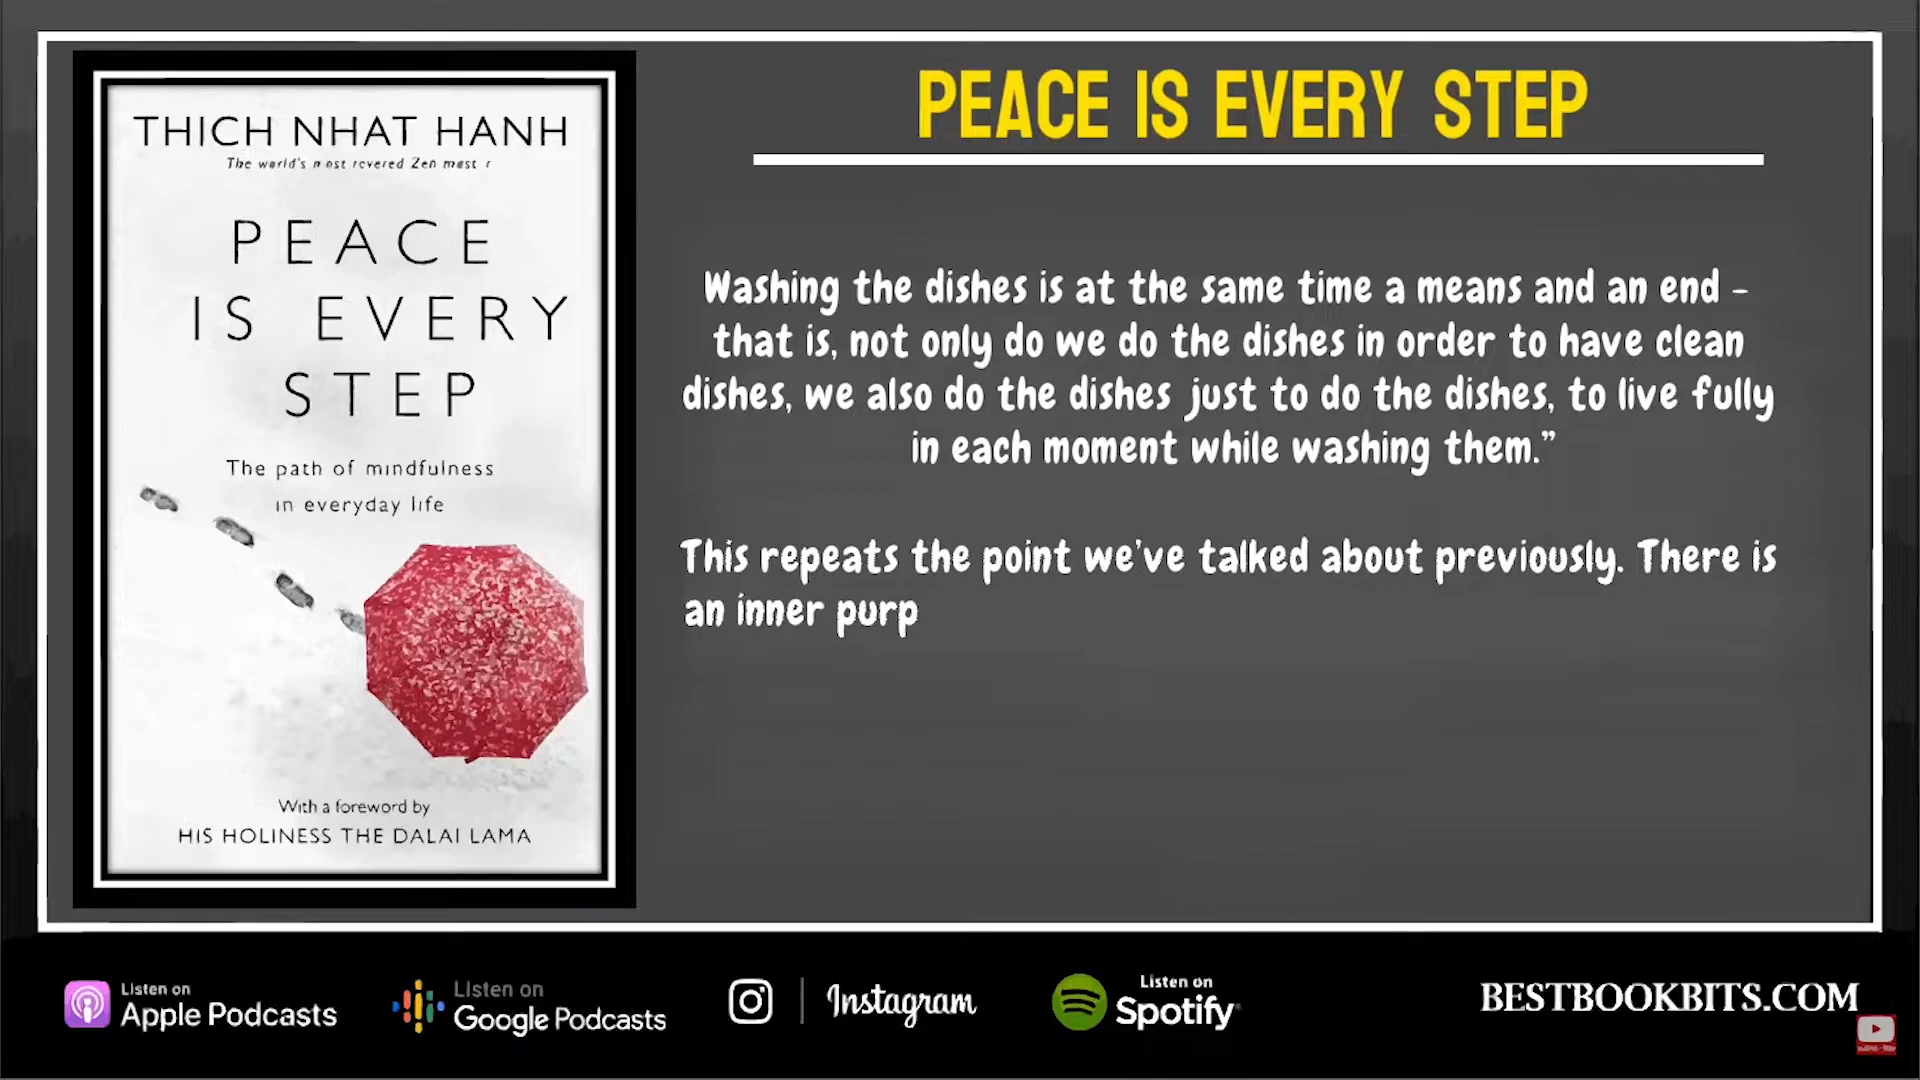 THICH NHAT HANH
The world's most revered Zen
PEACE
IS EVERY
STEP
The path of mindfulness
in everyday life
With a foreword by
HIS HOLINESS THE DALAI LAMA
PEACE IS EVERY STEP
Washing the dishes is at the same time a means and an end -
that is, not only do we do the dishes in order to have clean
dishes, we also do the dishes just to do the dishes, to live fully
in each moment while washing them.”
This repeats the point we've talked about previously. There is
an inner purp
Listen on
Apple Podcasts
Listen on
Google Podcasts
Instagram
Listen on
Spotify
BESTBOOKBITS.COM